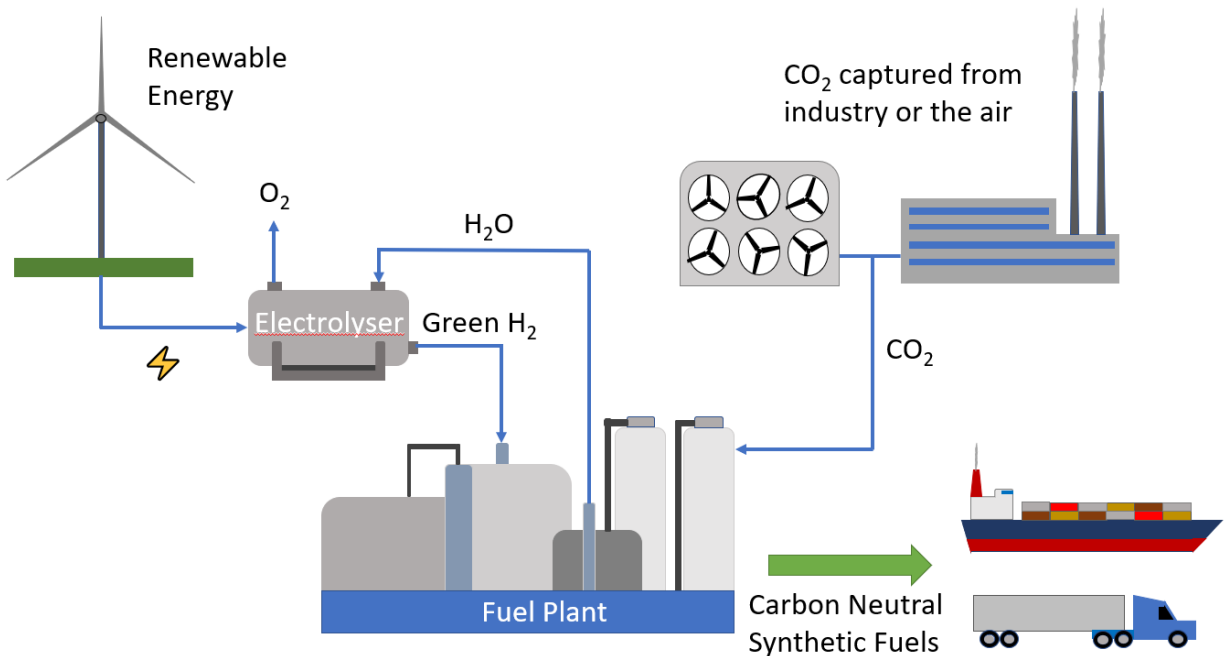 Renewable
Energy
CO₂ captured from
industry or the air
O₂
H₂O
Electrolyser
Green H₂
CO₂
Fuel Plant
Carbon Neutral
Synthetic Fuels